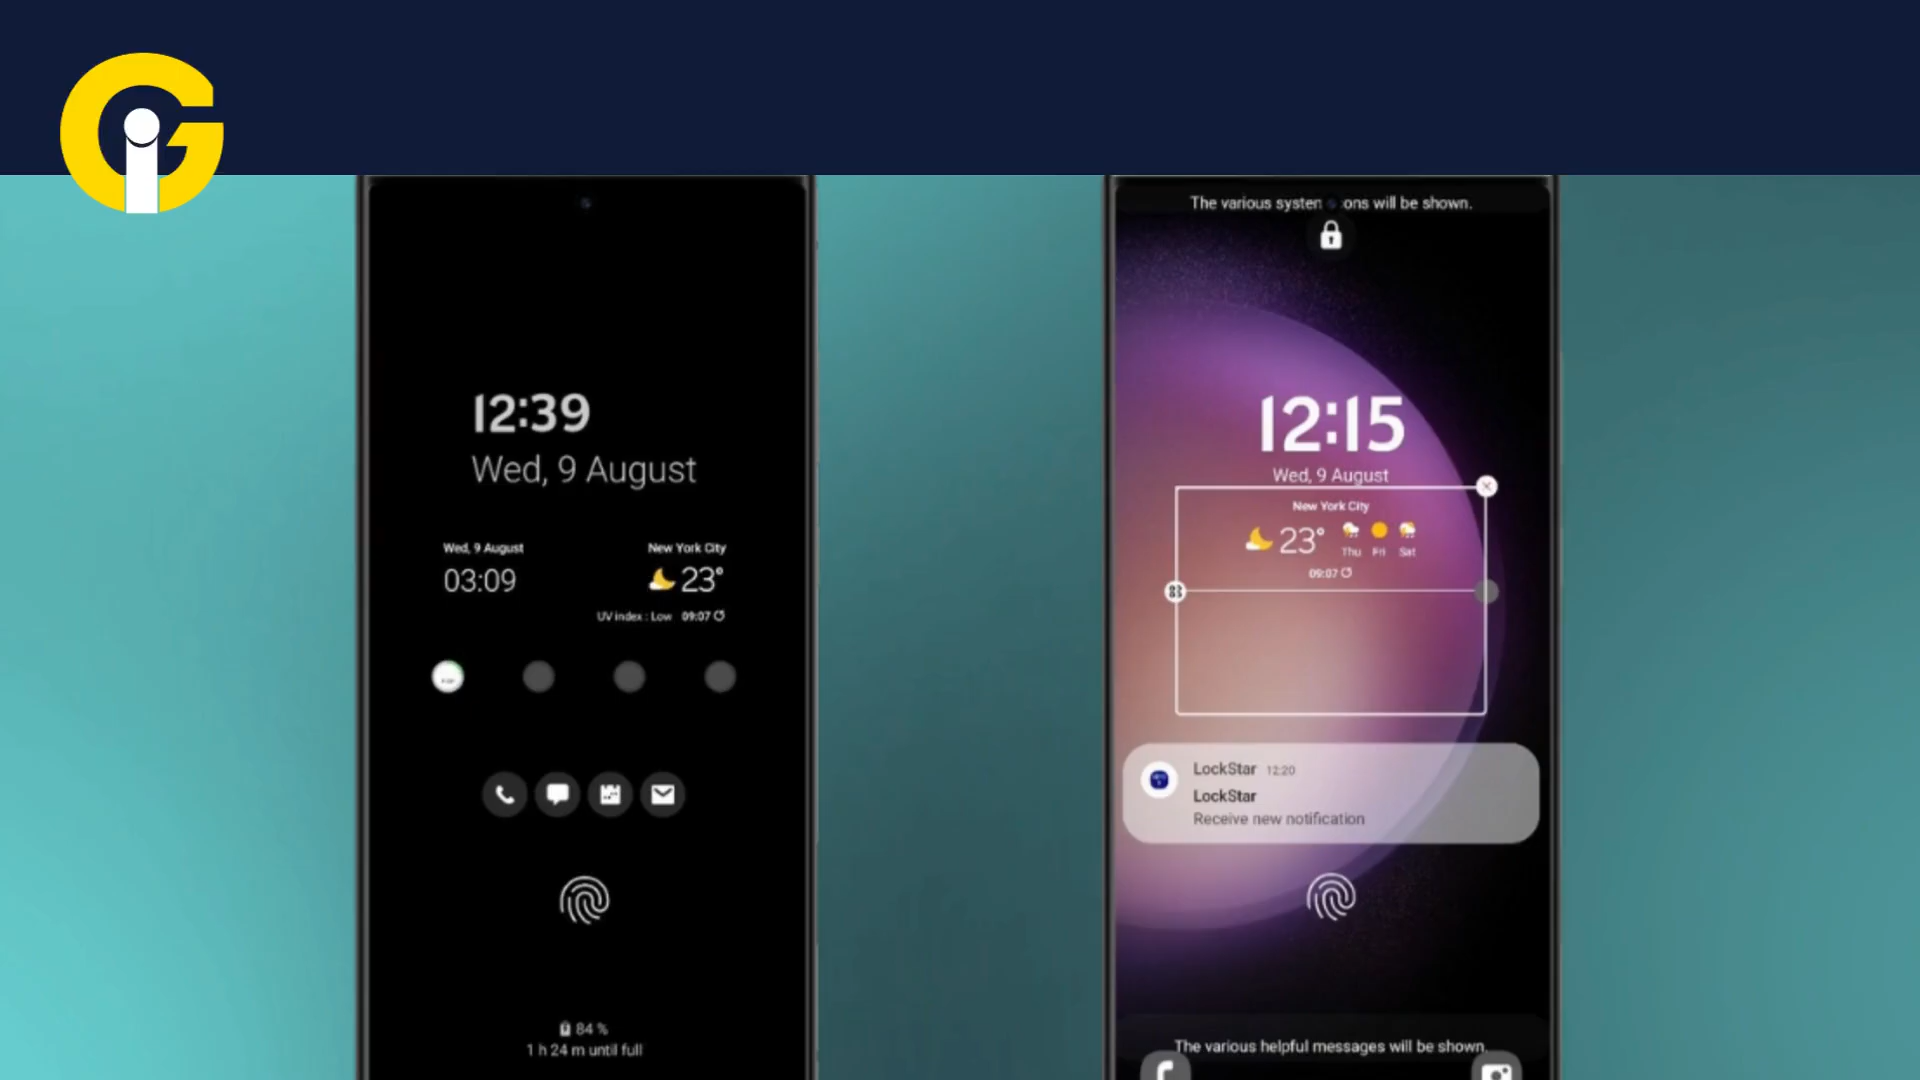 12:39
Wed, 9 August
Wed, 9 August
03:09
New York City
23°
UV index : Low 09:07
84 %
1 h 24 m until full
The various system ons will be shown.
12:15
Wed, 9 August
New York City
23°
Thu Fri Sat
09:07
LockStar 12:20
LockStar
Receive new notification
The various helpful messages will be shown.